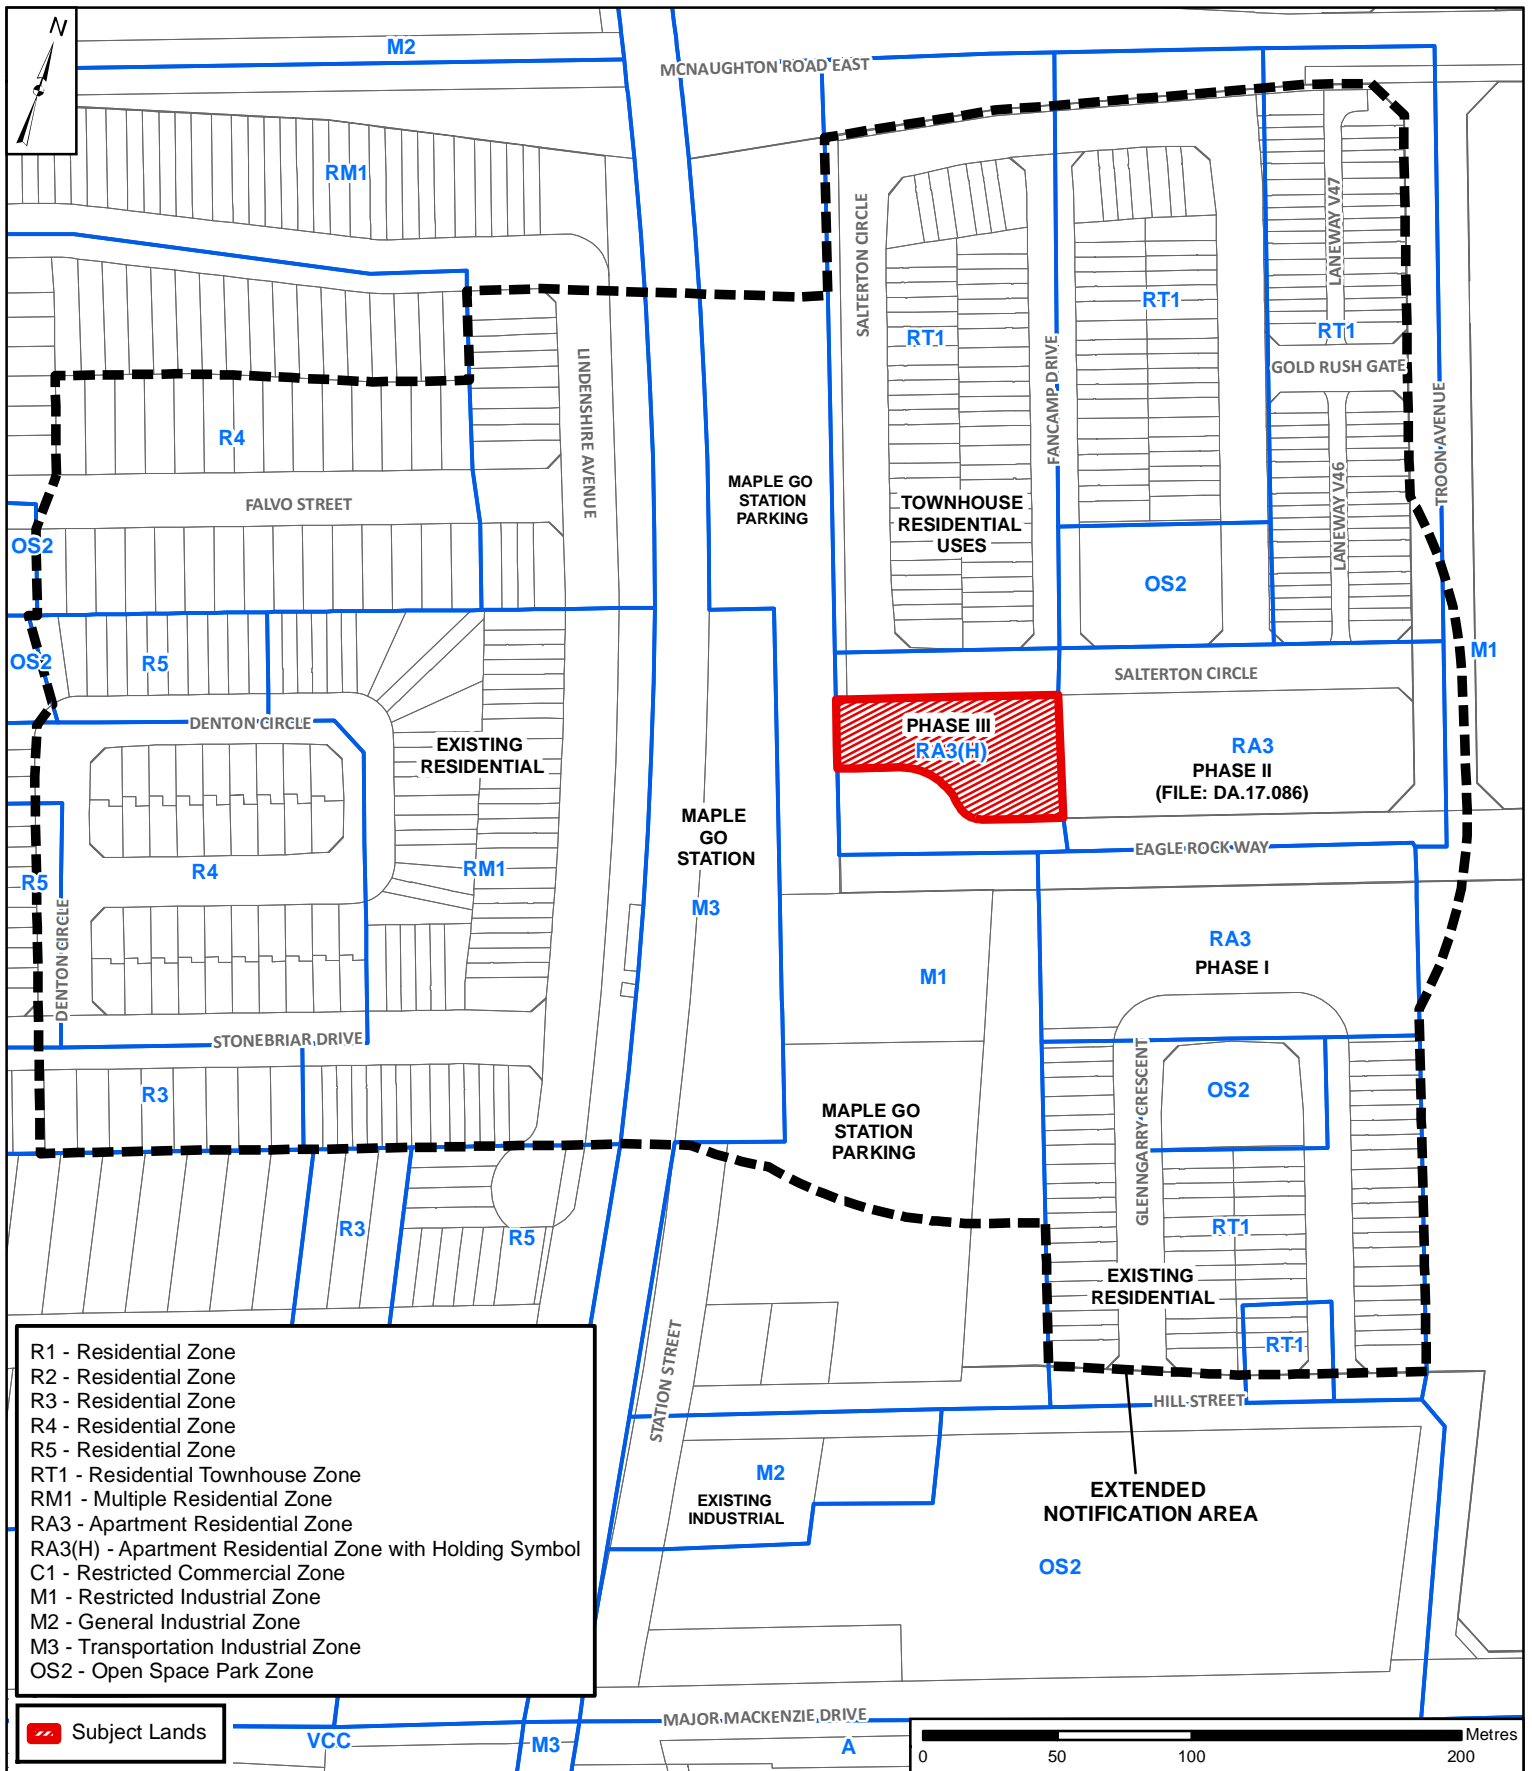 N
M2
MCNAUGHTON ROAD EAST
RM1
SALTERTON CIRCLE
LANEWAY V47
RT1
RT1
RT1
GOLD RUSH GATE
LINDENSHIRE AVENUE
FANCAMP DRIVE
TROON AVENUE
R4
FALVO STREET
MAPLE GO
STATION
PARKING
TOWNHOUSE
RESIDENTIAL
USES
LANEWAY V46
OS2
OS2
OS2
R5
M1
SALTERTON CIRCLE
DENTON CIRCLE
EXISTING
RESIDENTIAL
PHASE III
RA3(H)
RA3
PHASE II
(FILE: DA.17.086)
MAPLE
GO
STATION
EAGLE ROCK WAY
R4
RM1
R5
M3
DENTON CIRCLE
RA3
PHASE I
M1
STONEBRIAR DRIVE
R3
GLENNGARRY CRESCENT
OS2
MAPLE GO
STATION
PARKING
R3
R5
RT1
EXISTING
RESIDENTIAL
RT1
STATION STREET
HILL STREET
R1 - Residential Zone
R2 - Residential Zone
R3 - Residential Zone
R4 - Residential Zone
R5 - Residential Zone
RT1 - Residential Townhouse Zone
RM1 - Multiple Residential Zone
RA3 - Apartment Residential Zone
RA3(H) - Apartment Residential Zone with Holding Symbol
C1 - Restricted Commercial Zone
M1 - Restricted Industrial Zone
M2 - General Industrial Zone
M3 - Transportation Industrial Zone
OS2 - Open Space Park Zone
M2
EXISTING
INDUSTRIAL
EXTENDED
NOTIFICATION AREA
OS2
Subject Lands
MAJOR MACKENZIE DRIVE
VCC
M3
A
Metres
0 50 100 200